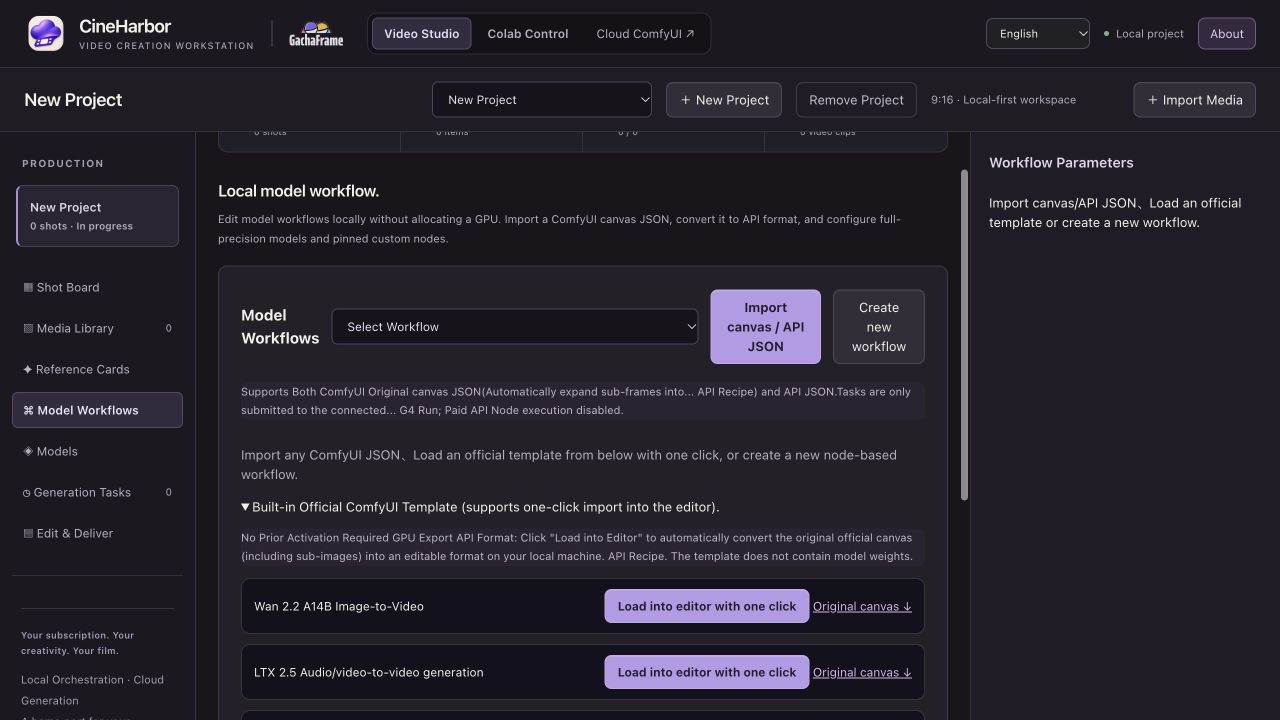 CineHarbor
VIDEO CREATION WORKSTATION
GachaFrame
Video Studio
Colab Control
Cloud ComfyUI ↗
English
Local project
About
New Project
New Project
+ New Project
Remove Project
9:16 · Local-first workspace
+ Import Media
PRODUCTION
New Project
0 shots · In progress
Shot Board
Media Library 0
Reference Cards
⌘ Model Workflows
Models
Generation Tasks 0
Edit & Deliver
Your subscription. Your
creativity. Your film.
Local Orchestration · Cloud
Generation
0 shots
0 items
0 / 0
0 video clips
Local model workflow.
Edit model workflows locally without allocating a GPU. Import a ComfyUI canvas JSON, convert it to API format, and configure full-
precision models and pinned custom nodes.
Model
Workflows
Select Workflow
Import
canvas / API
JSON
Create
new
workflow
Supports Both ComfyUI Original canvas JSON(Automatically expand sub-frames into... API Recipe) and API JSON.Tasks are only
submitted to the connected... G4 Run; Paid API Node execution disabled.
Import any ComfyUI JSON、Load an official template from below with one click, or create a new node-based
workflow.
▼ Built-in Official ComfyUI Template (supports one-click import into the editor).
No Prior Activation Required GPU Export API Format: Click "Load into Editor" to automatically convert the original official canvas
(including sub-images) into an editable format on your local machine. API Recipe. The template does not contain model weights.
Wan 2.2 A14B Image-to-Video
Load into editor with one click
Original canvas ↓
LTX 2.5 Audio/video-to-video generation
Load into editor with one click
Original canvas ↓
Workflow Parameters
Import canvas/API JSON、Load an official
template or create a new workflow.